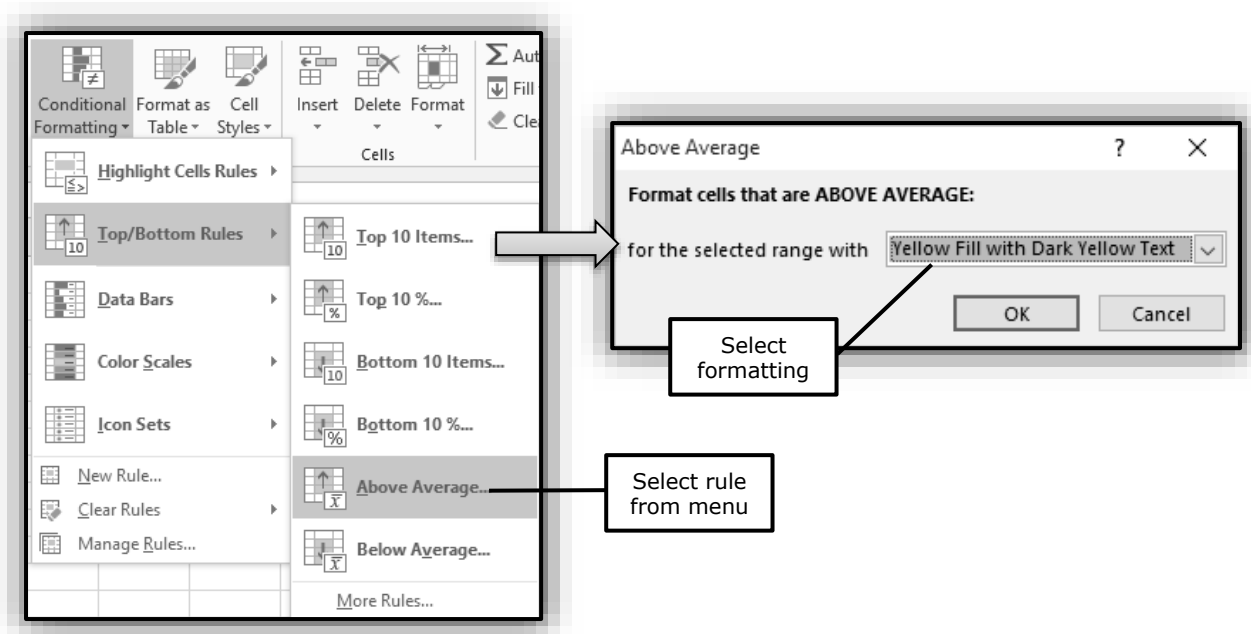 Conditional Formatting
Format as Table
Cell Styles
Insert
Delete
Format
Cells
Σ Aut
Fill
Cle
Highlight Cells Rules
Top/Bottom Rules
Data Bars
Color Scales
Icon Sets
New Rule...
Clear Rules
Manage Rules...
Top 10 Items...
Top 10 %...
Bottom 10 Items...
Bottom 10 %...
Above Average...
Below Average...
More Rules...
Above Average ? X
Format cells that are ABOVE AVERAGE:
for the selected range with Yellow Fill with Dark Yellow Text
OK Cancel
Select
formatting
Select rule
from menu